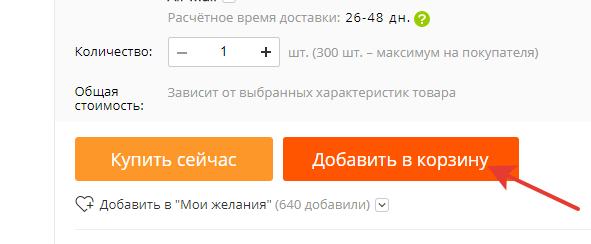 Расчётное время доставки: 26-48 дн. ?
Количество: − 1 + шт. (300 шт. – максимум на покупателя)
Общая
стоимость: Зависит от выбранных характеристик товара
Купить сейчас Добавить в корзину
Добавить в "Мои желания" (640 добавили)